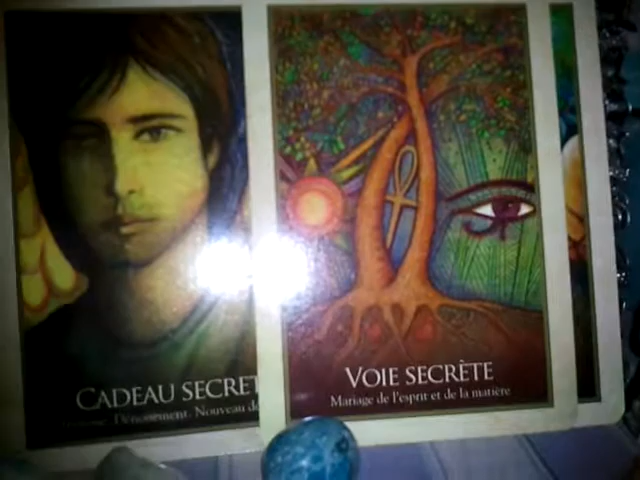 CADEAU SECRET
Dénouement. Nouveau
VOIE SECRÈTE
Mariage de l'esprit et de la matière